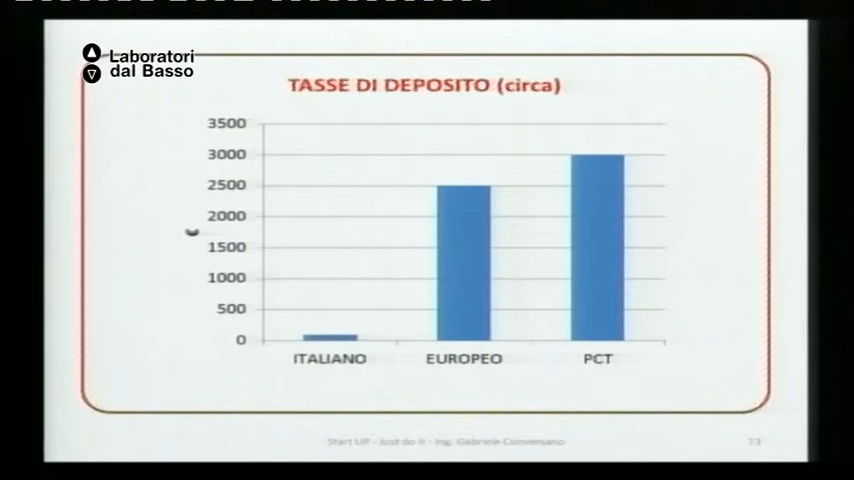 Laboratori
dal Basso
TASSE DI DEPOSITO (circa)
3500
3000
2500
2000
1500
1000
500
0
€
ITALIANO EUROPEO PCT
Start UP - Just do it - Ing. Gabriele Conversano 73